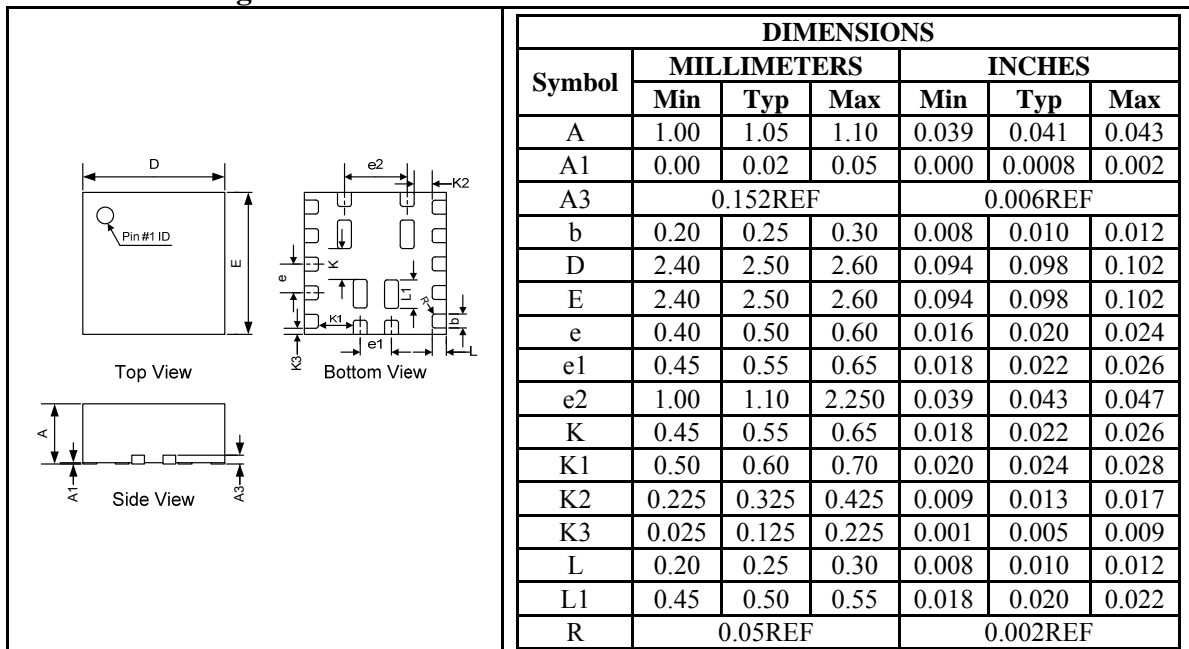 D
Pin #1 ID
E
Top View
e2
K2
e
K
L1
R
b
K1
K3
e1
L
Bottom View
A
A1
A3
Side View
DIMENSIONS
Symbol MILLIMETERS INCHES
Min Typ Max Min Typ Max
A 1.00 1.05 1.10 0.039 0.041 0.043
A1 0.00 0.02 0.05 0.000 0.0008 0.002
A3 0.152REF 0.006REF
b 0.20 0.25 0.30 0.008 0.010 0.012
D 2.40 2.50 2.60 0.094 0.098 0.102
E 2.40 2.50 2.60 0.094 0.098 0.102
e 0.40 0.50 0.60 0.016 0.020 0.024
e1 0.45 0.55 0.65 0.018 0.022 0.026
e2 1.00 1.10 2.250 0.039 0.043 0.047
K 0.45 0.55 0.65 0.018 0.022 0.026
K1 0.50 0.60 0.70 0.020 0.024 0.028
K2 0.225 0.325 0.425 0.009 0.013 0.017
K3 0.025 0.125 0.225 0.001 0.005 0.009
L 0.20 0.25 0.30 0.008 0.010 0.012
L1 0.45 0.50 0.55 0.018 0.020 0.022
R 0.05REF 0.002REF